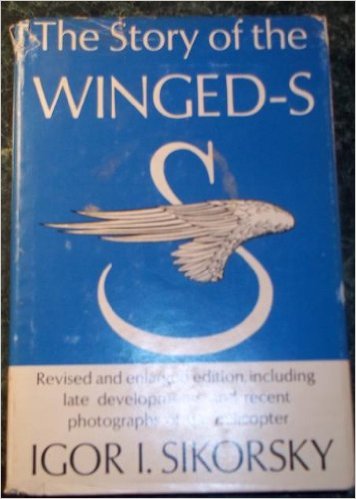 The Story of the
WINGED-S
S
Revised and enlarged edition, including
late developments and recent
photographs of the helicopter
IGOR I. SIKORSKY